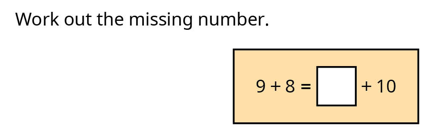 Work out the missing number.
9 + 8 = + 10